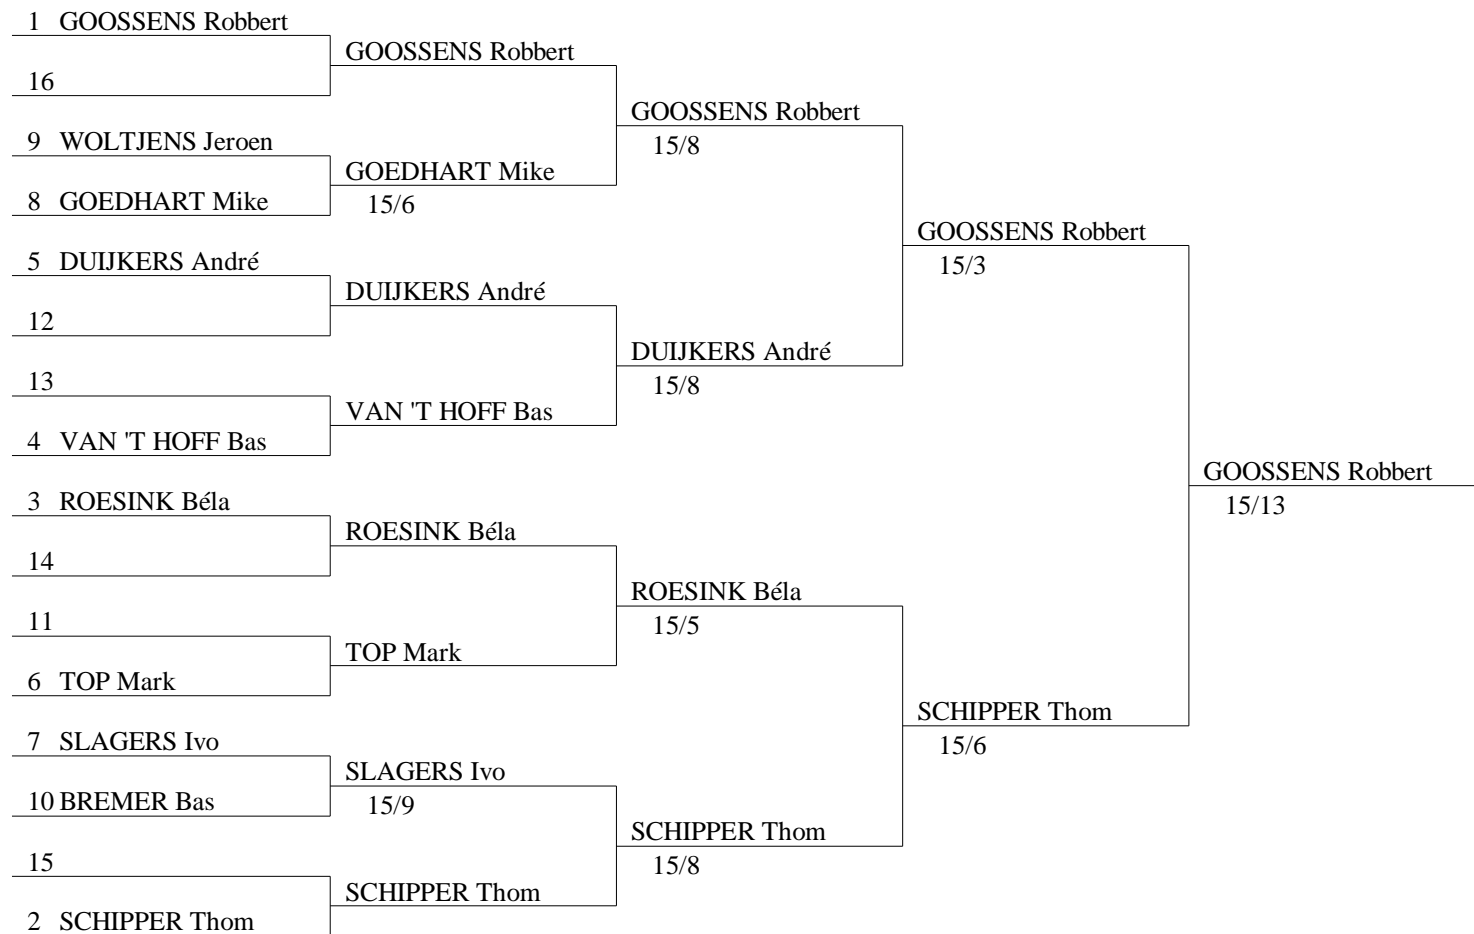 1 GOOSSENS Robbert
16
9 WOLTJENS Jeroen
8 GOEDHART Mike
5 DUIJKERS André
12
13
4 VAN 'T HOFF Bas
3 ROESINK Béla
14
11
6 TOP Mark
7 SLAGERS Ivo
10 BREMER Bas
15
2 SCHIPPER Thom
GOOSSENS Robbert
GOEDHART Mike
15/6
DUIJKERS André
VAN 'T HOFF Bas
ROESINK Béla
TOP Mark
SLAGERS Ivo
15/9
SCHIPPER Thom
GOOSSENS Robbert
15/8
DUIJKERS André
15/8
ROESINK Béla
15/5
SCHIPPER Thom
15/8
GOOSSENS Robbert
15/3
SCHIPPER Thom
15/6
GOOSSENS Robbert
15/13